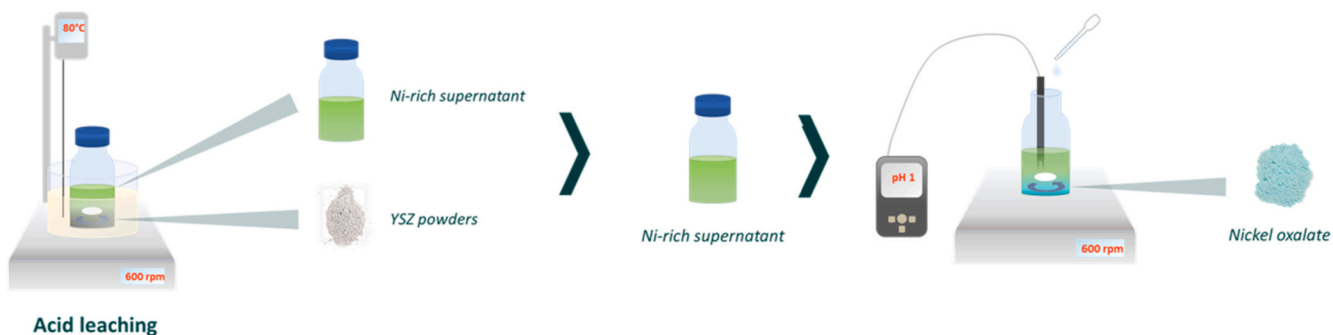 80°C
Ni-rich supernatant
YSZ powders
600 rpm
Acid leaching
Ni-rich supernatant
pH 1
600 rpm
Nickel oxalate